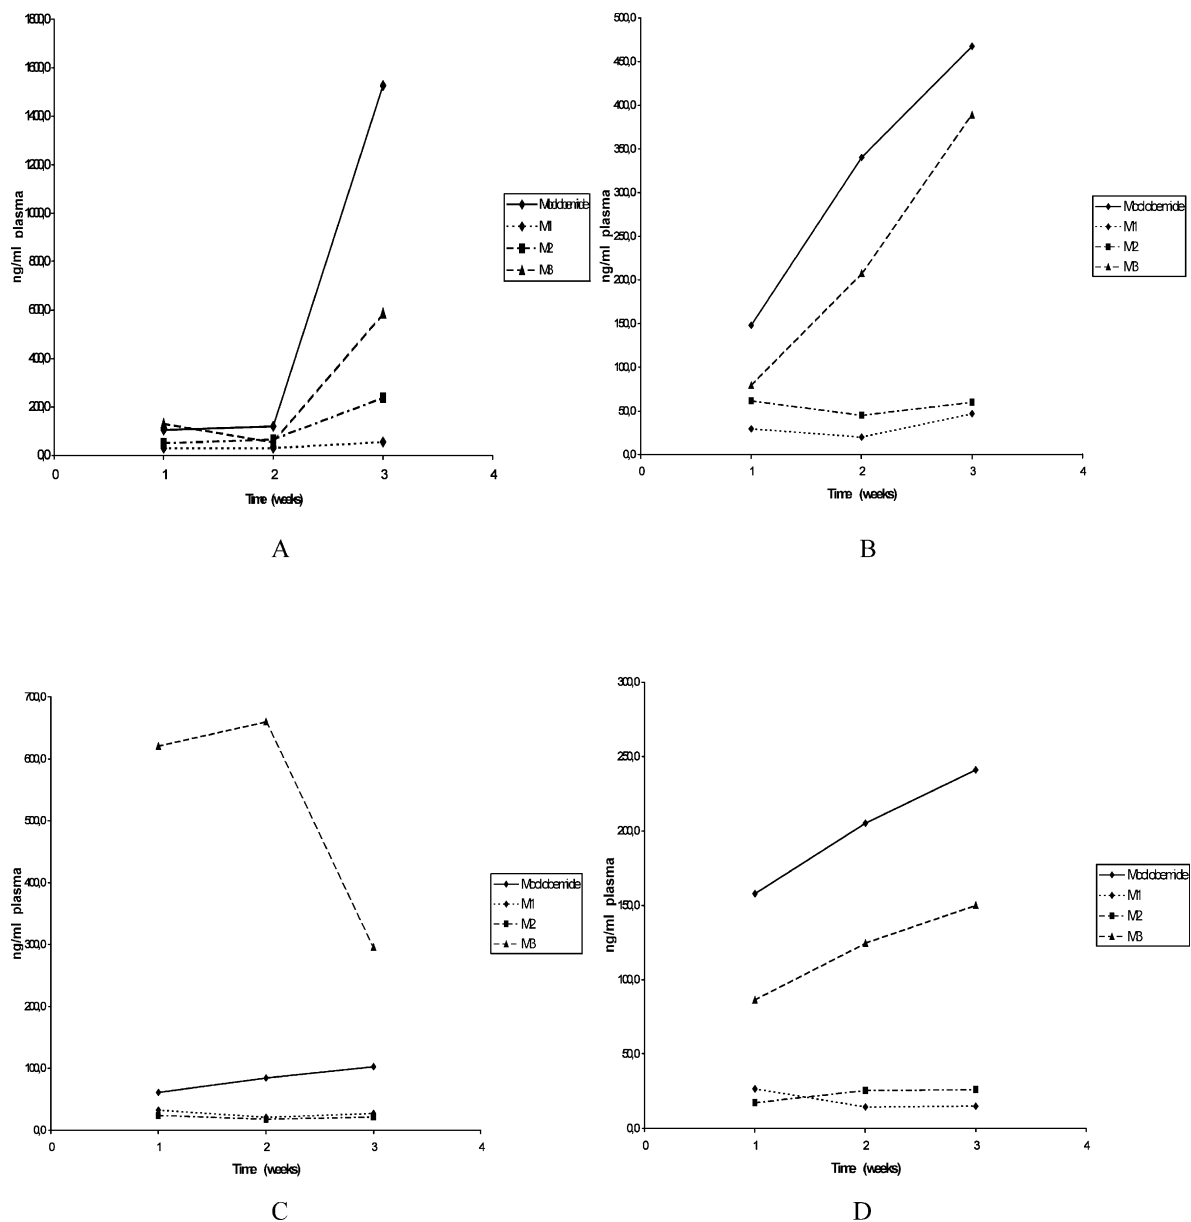 1800,0
1600,0
1400,0
1200,0
1000,0
800,0
600,0
400,0
200,0
0,0
ng/ml plasma
0 1 2 3 4
Time (weeks)
Moclobemide
M1
M2
M3
A
500,0
450,0
400,0
350,0
300,0
250,0
200,0
150,0
100,0
50,0
0,0
ng/ml plasma
0 1 2 3 4
Time (weeks)
Moclobemide
M1
M2
M3
B
700,0
600,0
500,0
400,0
300,0
200,0
100,0
0,0
ng/ml plasma
0 1 2 3 4
Time (weeks)
Moclobemide
M1
M2
M3
C
300,0
250,0
200,0
150,0
100,0
50,0
0,0
ng/ml plasma
0 1 2 3 4
Time (weeks)
Moclobemide
M1
M2
M3
D